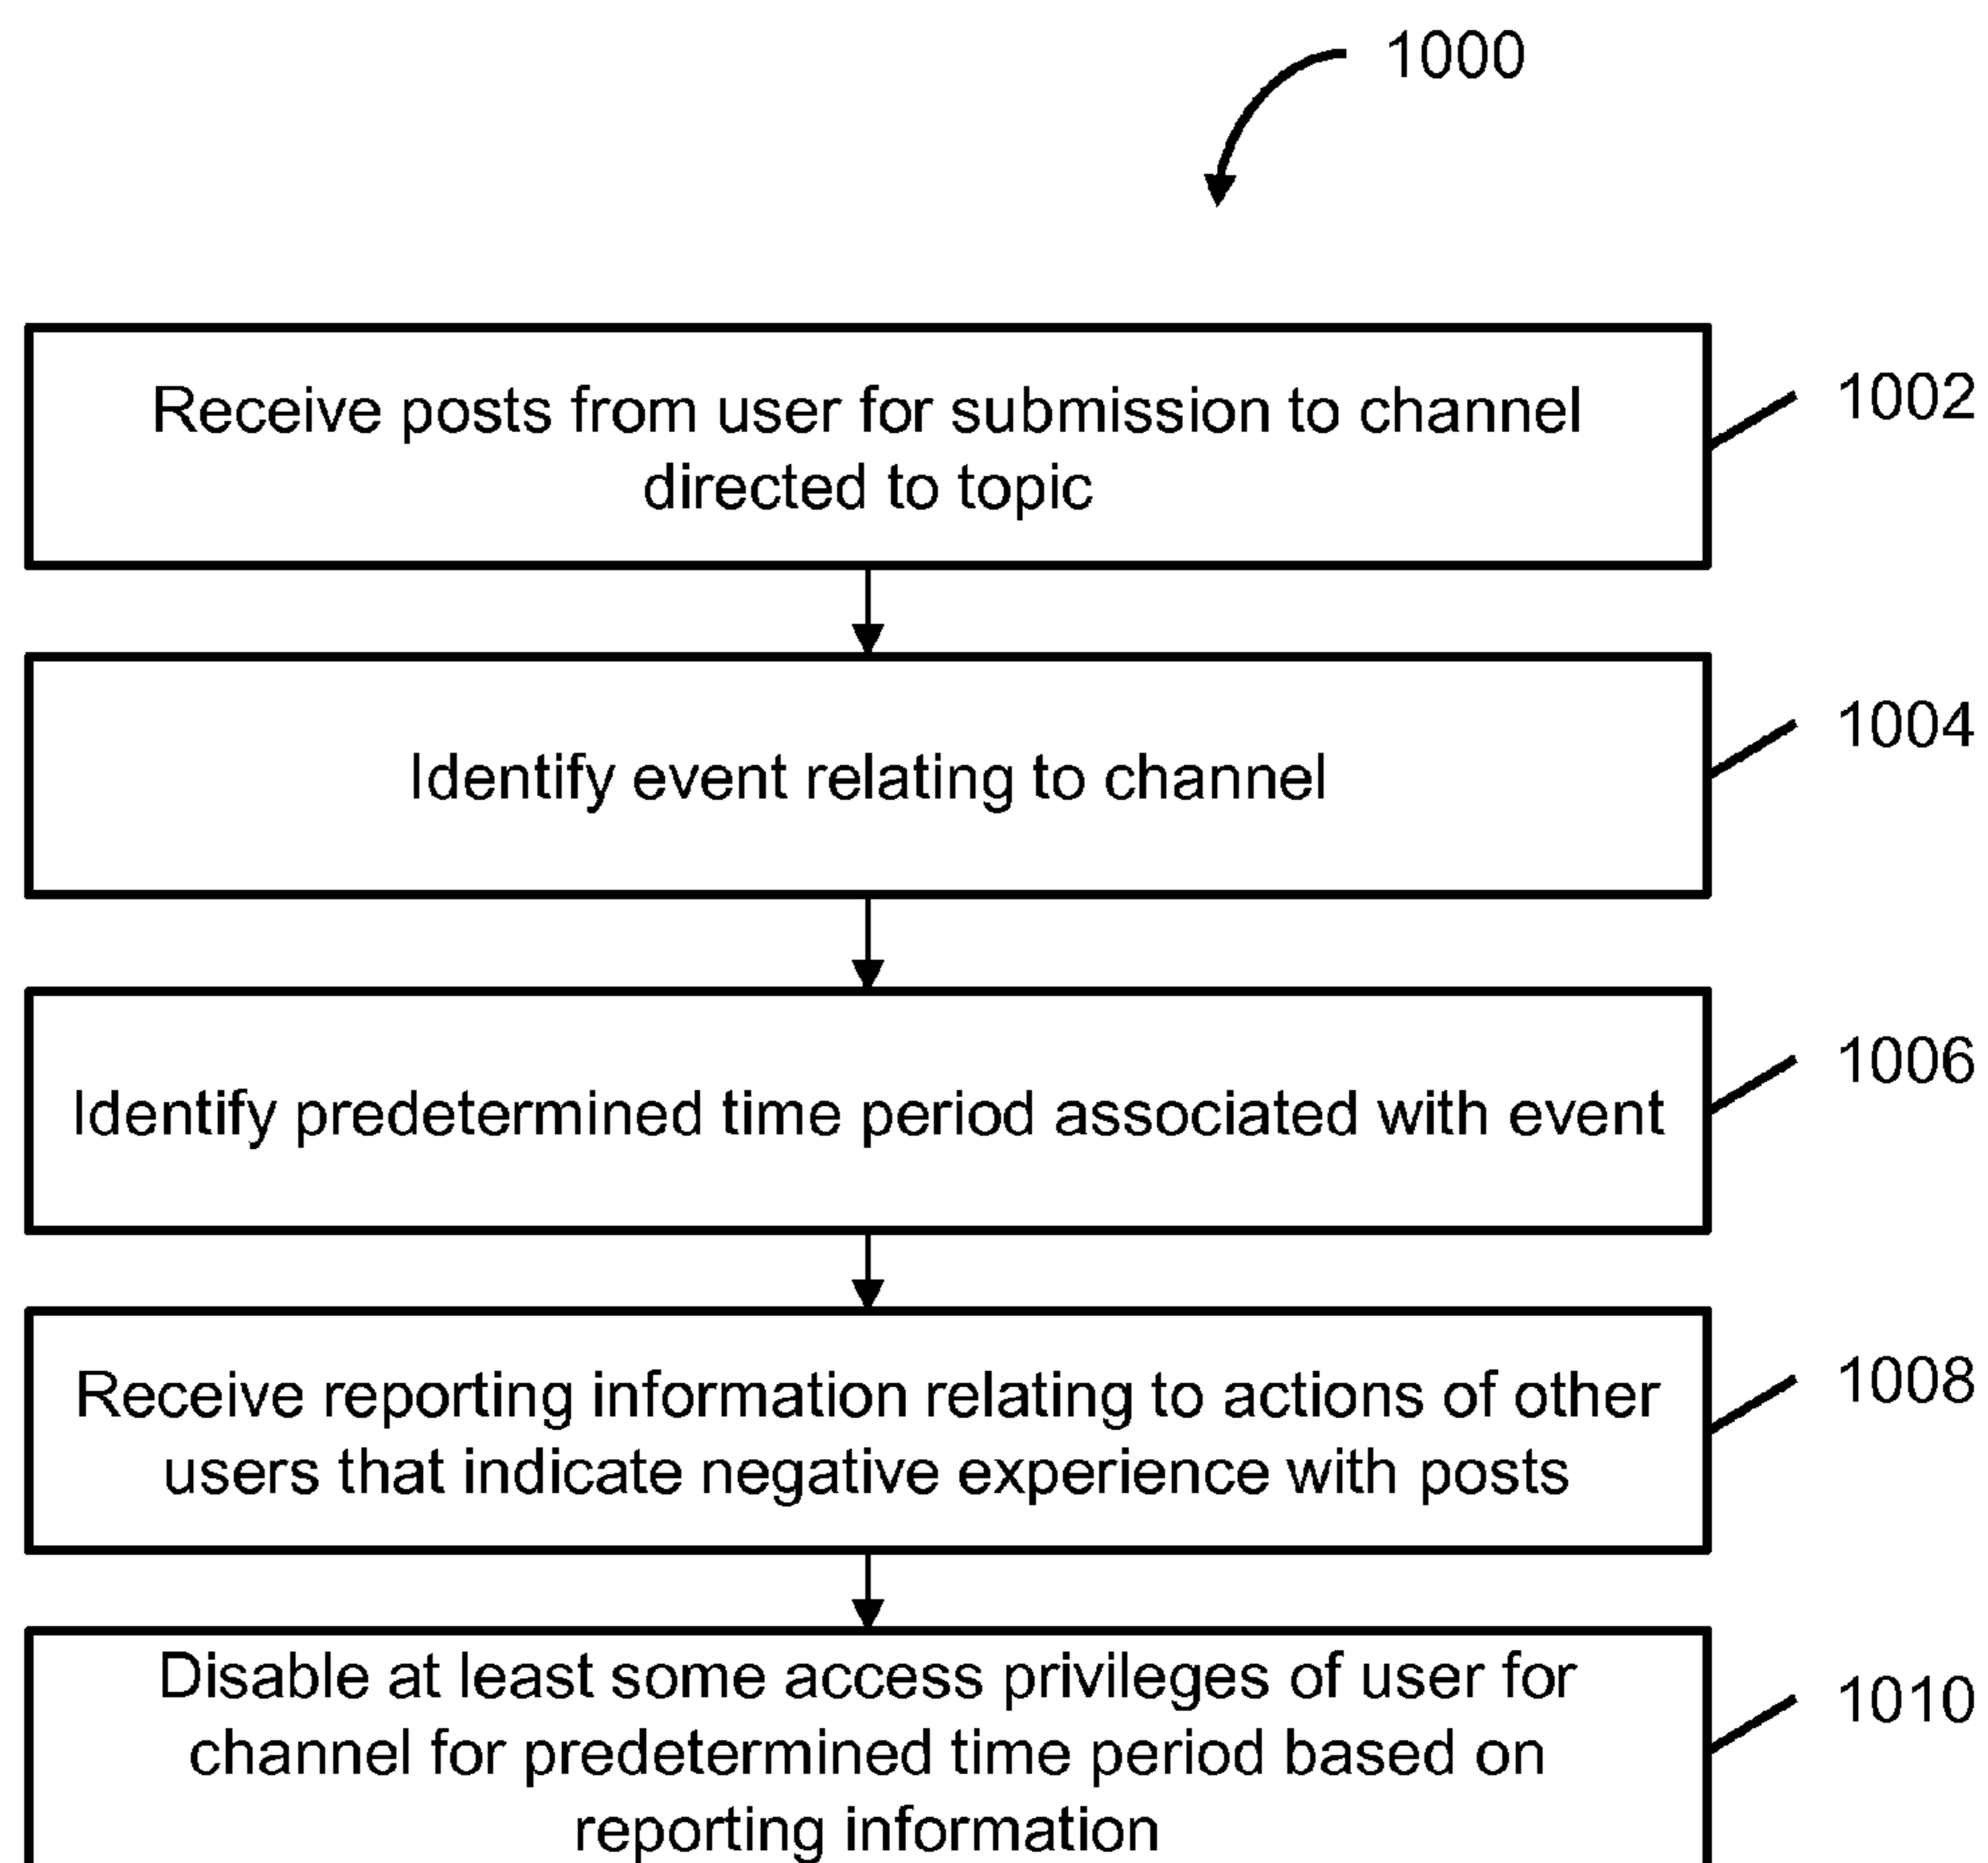 1000
Receive posts from user for submission to channel
directed to topic
1002
Identify event relating to channel
1004
Identify predetermined time period associated with event
1006
Receive reporting information relating to actions of other
users that indicate negative experience with posts
1008
Disable at least some access privileges of user for
channel for predetermined time period based on
reporting information
1010